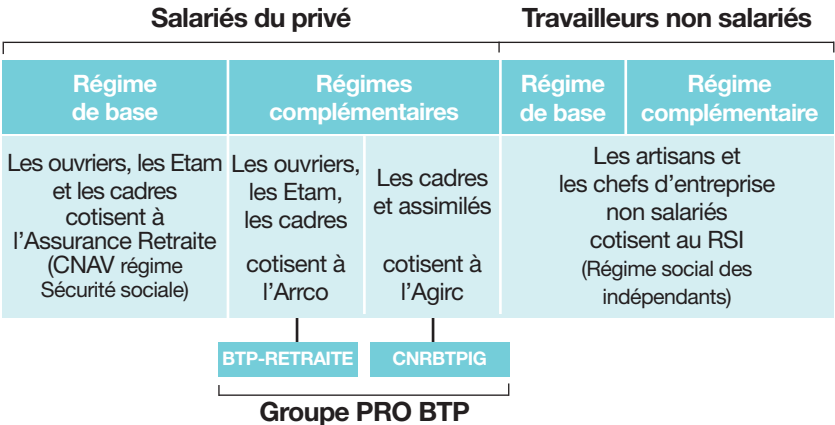 Salariés du privé
Travailleurs non salariés
Régime
de base
Régimes
complémentaires
Régime
de base
Régime
complémentaire
Les ouvriers, les Etam
et les cadres
cotisent à
l'Assurance Retraite
(CNAV régime
Sécurité sociale)
Les ouvriers,
les Etam,
les cadres
cotisent à
l'Arrco
Les cadres
et assimilés
cotisent à
l'Agirc
Les artisans et
les chefs d'entreprise
non salariés
cotisent au RSI
(Régime social des
indépendants)
BTP-RETRAITE
CNRBTPIG
Groupe PRO BTP